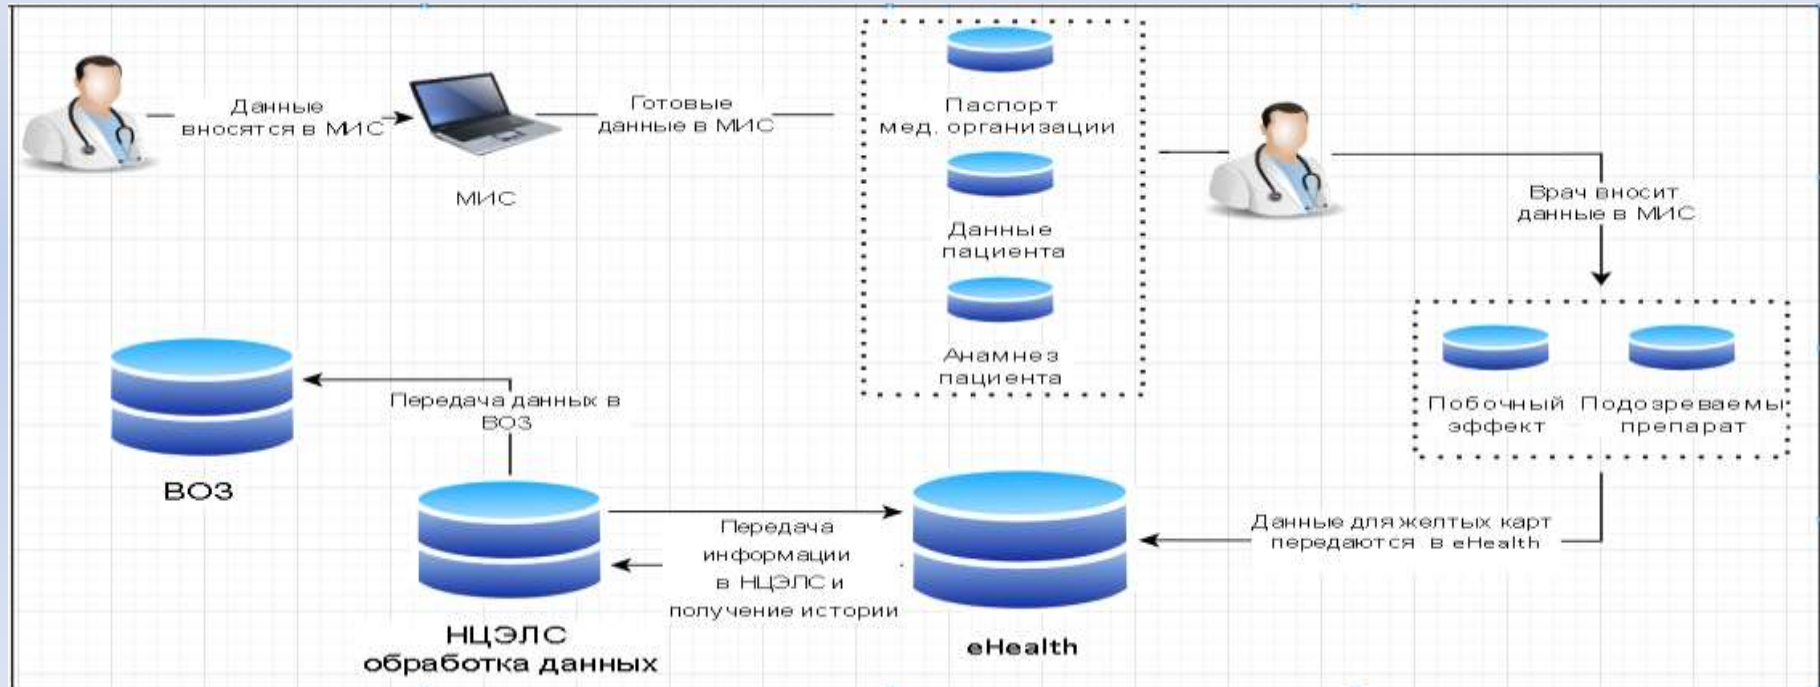 Данные
вносятся в МИС
МИС
Готовые
данные в МИС
Паспорт
мед. организации
Данные
пациента
Анамнез
пациента
Врач вносит
данные в МИС
Побочный
эффект
Подозреваемы
препарат
Данные для желтых карт
передаются в eHealth
eHealth
Передача
информации
в НЦЭЛС и
получение истории
НЦЭЛС
обработка данных
Передача данных в
ВОЗ
ВОЗ